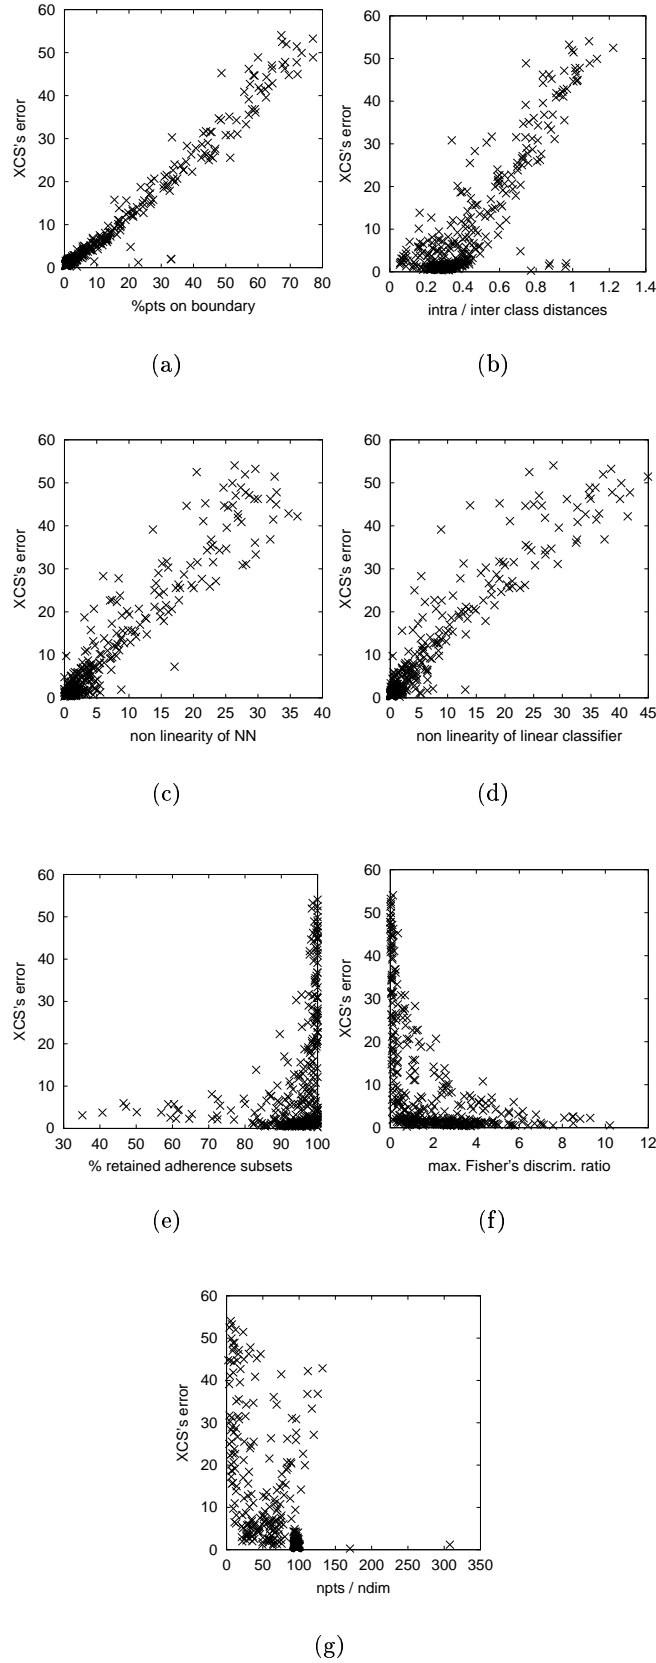 60
50
40
30
20
10
0
XCS's error
0 10 20 30 40 50 60 70 80
%pts on boundary
(a)
60
50
40
30
20
10
0
XCS's error
0 0.2 0.4 0.6 0.8 1 1.2 1.4
intra / inter class distances
(b)
60
50
40
30
20
10
0
XCS's error
0 5 10 15 20 25 30 35 40
non linearity of NN
(c)
60
50
40
30
20
10
0
XCS's error
0 5 10 15 20 25 30 35 40 45
non linearity of linear classifier
(d)
60
50
40
30
20
10
0
XCS's error
30 40 50 60 70 80 90 100
% retained adherence subsets
(e)
60
50
40
30
20
10
0
XCS's error
0 2 4 6 8 10 12
max. Fisher's discrim. ratio
(f)
60
50
40
30
20
10
0
XCS's error
0 50 100 150 200 250 300 350
npts / ndim
(g)